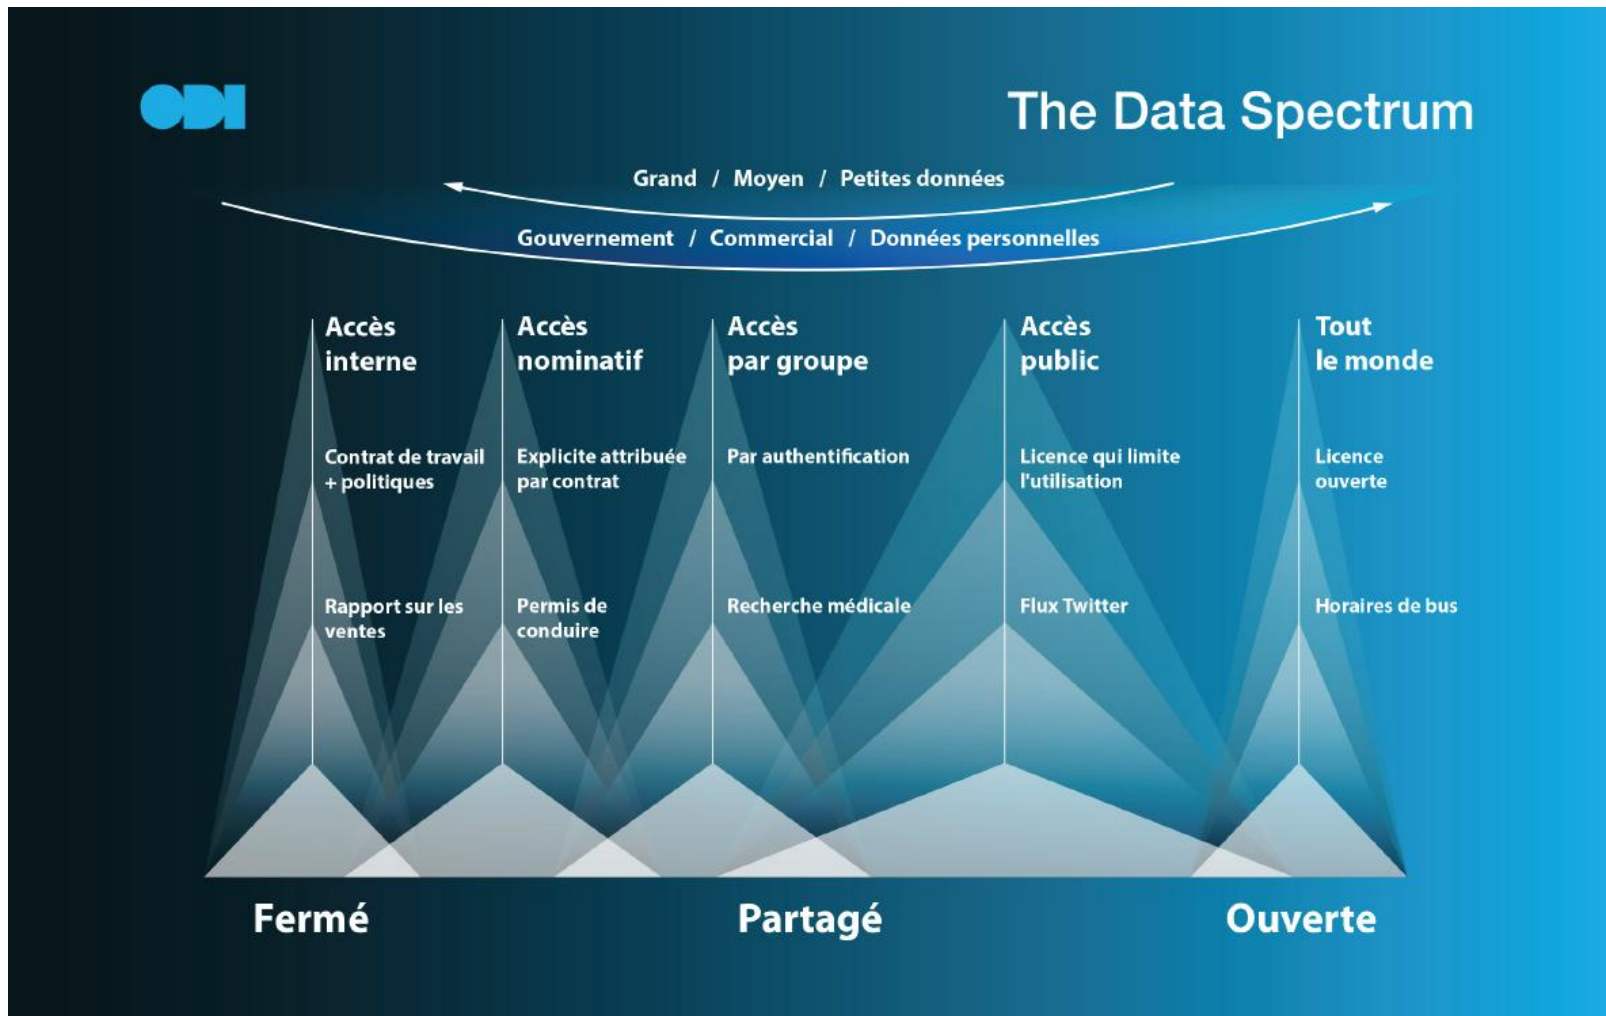 ODI
The Data Spectrum
Grand / Moyen / Petites données
Gouvernement / Commercial / Données personnelles
Accès
interne
Accès
nominatif
Accès
par groupe
Accès
public
Tout
le monde
Contrat de travail
+ politiques
Explicite attribuée
par contrat
Par authentification
Licence qui limite
l'utilisation
Licence
ouverte
Rapport sur les
ventes
Permis de
conduire
Recherche médicale
Flux Twitter
Horaires de bus
Fermé
Partagé
Ouverte